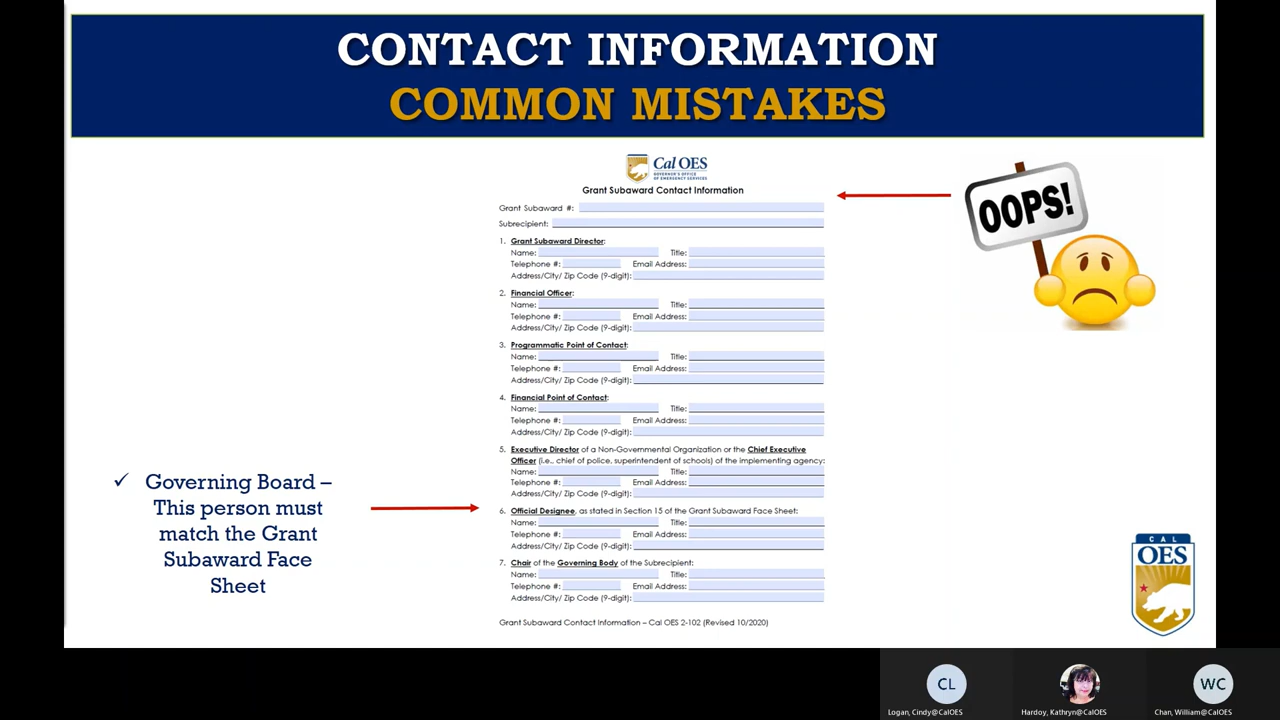 CONTACT INFORMATION
COMMON MISTAKES
Cal OES
GOVERNOR'S OFFICE
OF EMERGENCY SERVICES
Grant Subaward Contact Information
Grant Subaward #:
Subrecipient:
1. Grant Subaward Director:
Name: Title:
Telephone #: Email Address:
Address/City/ Zip Code (9-digit):
2. Financial Officer:
Name: Title:
Telephone #: Email Address:
Address/City/ Zip Code (9-digit):
3. Programmatic Point of Contact:
Name: Title:
Telephone #: Email Address:
Address/City/ Zip Code (9-digit):
4. Financial Point of Contact:
Name: Title:
Telephone #: Email Address:
Address/City/ Zip Code (9-digit):
5. Executive Director of a Non-Governmental Organization or the Chief Executive
Officer (i.e., chief of police, superintendent of schools) of the implementing agency:
Name: Title:
Telephone #: Email Address:
Address/City/ Zip Code (9-digit):
6. Official Designee, as stated in Section 15 of the Grant Subaward Face Sheet:
Name: Title:
Telephone #: Email Address:
Address/City/ Zip Code (9-digit):
7. Chair of the Governing Body of the Subrecipient:
Name: Title:
Telephone #: Email Address:
Address/City/ Zip Code (9-digit):
Grant Subaward Contact Information – Cal OES 2-102 (Revised 10/2020)
OOPS!
✓ Governing Board –
This person must
match the Grant
Subaward Face
Sheet
CAL
OES
CL
WC
Logan, Cindy@CalOES
Hardoy, Kathryn@CalOES
Chan, William@CalOES